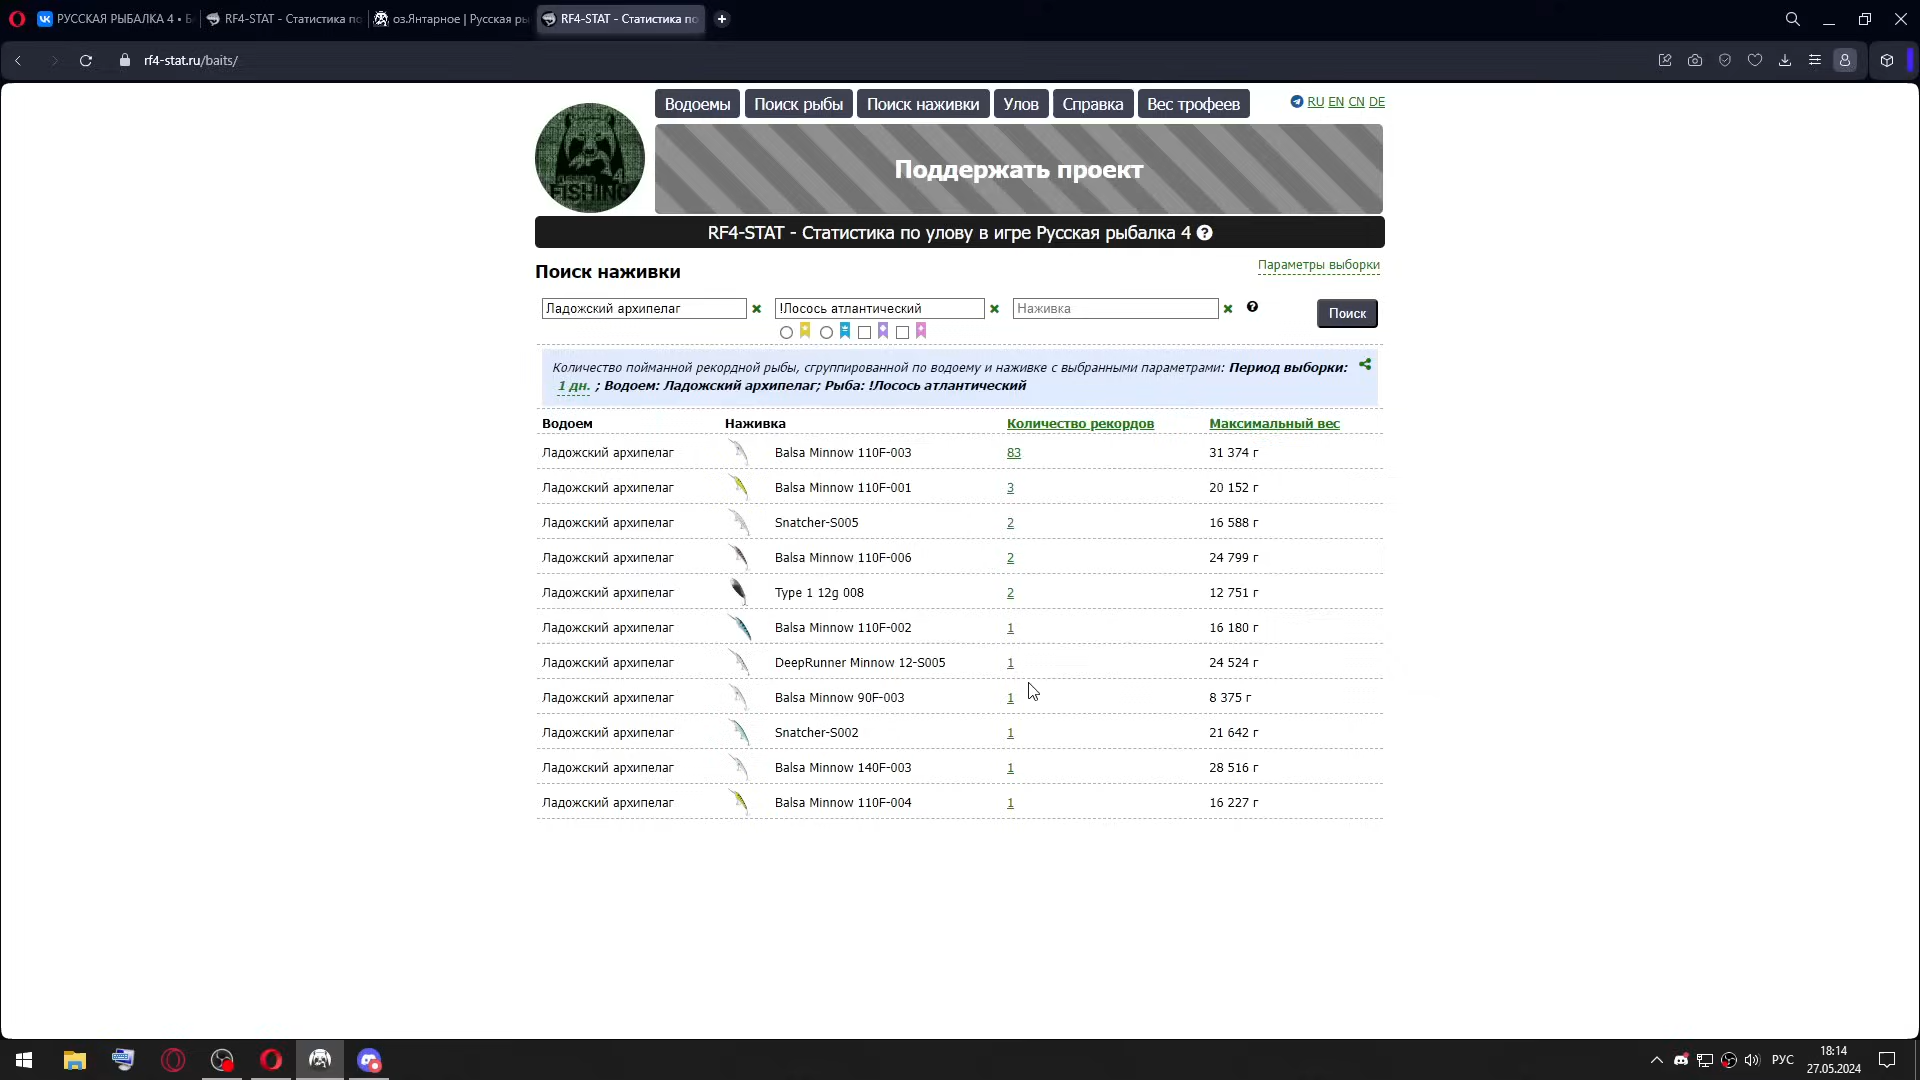 РУССКАЯ РЫБАЛКА 4 •
RF4-STAT - Статистика по
оз.Янтарное | Русская ры
RF4-STAT - Статистика по
rf4-stat.ru/baits/
Водоемы Поиск рыбы Поиск наживки Улов Справка Вес трофеев
RU EN CN DE
FISHING
Поддержать проект
RF4-STAT - Статистика по улову в игре Русская рыбалка 4
Поиск наживки
Параметры выборки
Ладожский архипелаг !Лосось атлантический Наживка Поиск
Количество пойманной рекордной рыбы, сгруппированной по водоему и наживке с выбранными параметрами: Период выборки:
1 дн. ; Водоем: Ладожский архипелаг; Рыба: !Лосось атлантический
Водоем Наживка Количество рекордов Максимальный вес
Ладожский архипелаг Balsa Minnow 110F-003 83 31 374 г
Ладожский архипелаг Balsa Minnow 110F-001 3 20 152 г
Ладожский архипелаг Snatcher-S005 2 16 588 г
Ладожский архипелаг Balsa Minnow 110F-006 2 24 799 г
Ладожский архипелаг Type 1 12g 008 2 12 751 г
Ладожский архипелаг Balsa Minnow 110F-002 1 16 180 г
Ладожский архипелаг DeepRunner Minnow 12-S005 1 24 524 г
Ладожский архипелаг Balsa Minnow 90F-003 1 8 375 г
Ладожский архипелаг Snatcher-S002 1 21 642 г
Ладожский архипелаг Balsa Minnow 140F-003 1 28 516 г
Ладожский архипелаг Balsa Minnow 110F-004 1 16 227 г
РУС
18:14
27.05.2024